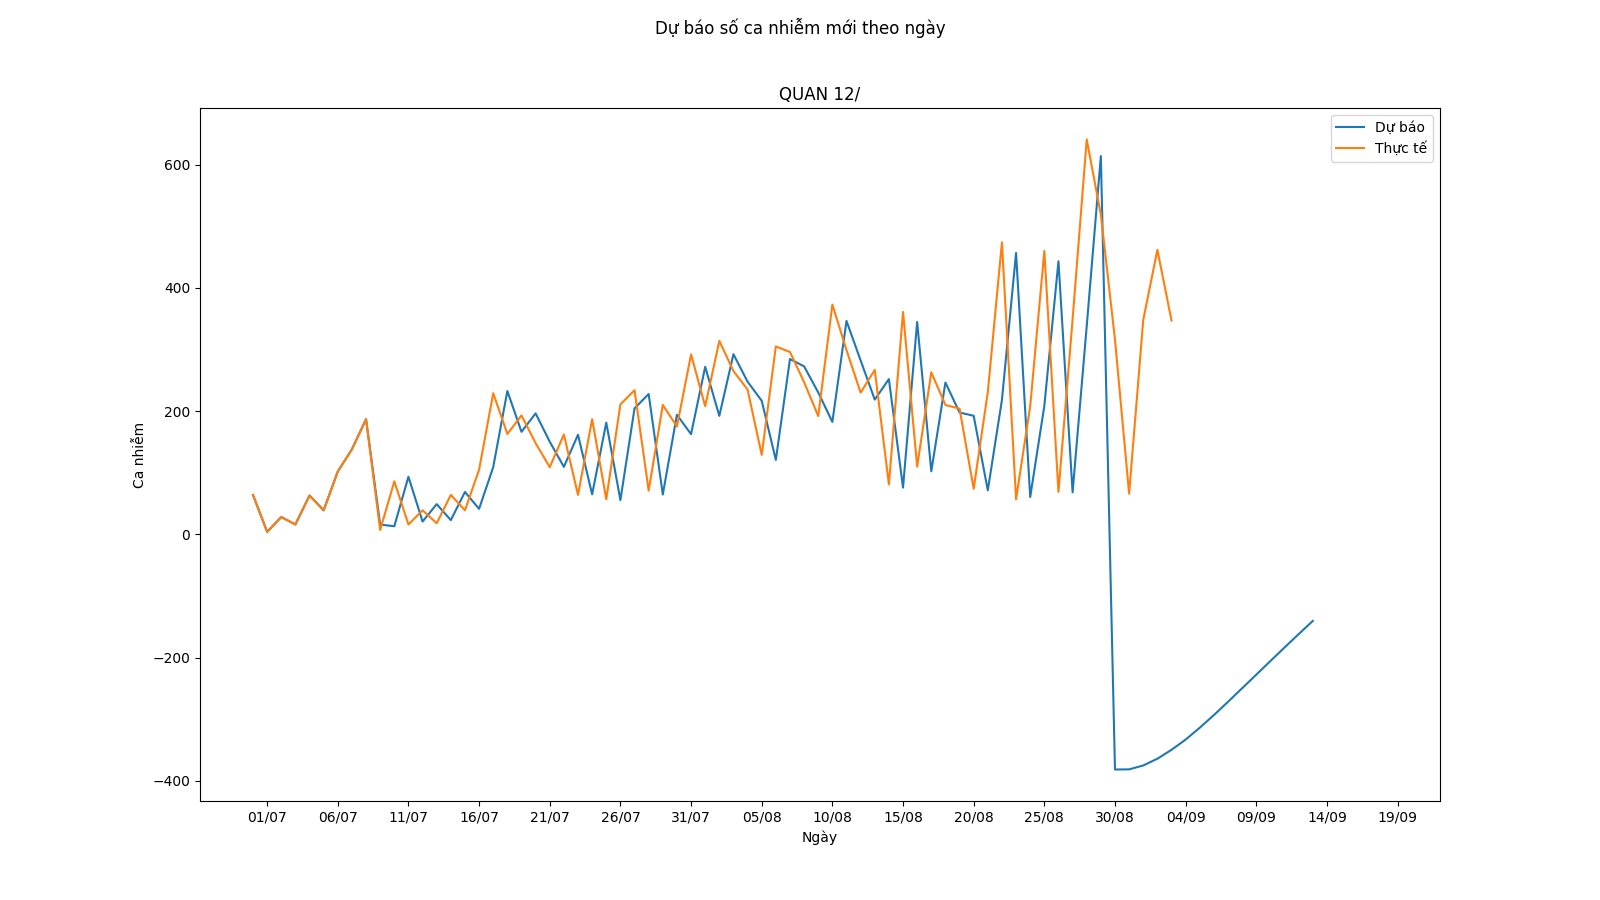 Dự báo số ca nhiễm mới theo ngày
QUAN 12/
Dự báo
Thực tế
600
400
200
0
−200
−400
Ca nhiễm
01/07 06/07 11/07 16/07 21/07 26/07 31/07 05/08 10/08 15/08 20/08 25/08 30/08 04/09 09/09 14/09 19/09
Ngày